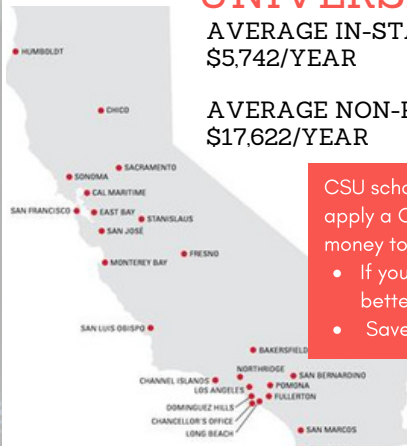 AVERAGE IN-STA
$5,742/YEAR
AVERAGE NON-
$17,622/YEAR
HUMBOLDT
CHICO
SACRAMENTO
SONOMA
CAL MARITIME
SAN FRANCISCO
EAST BAY
STANISLAUS
SAN JOSÉ
FRESNO
MONTEREY BAY
CSU scho
apply a C
money to
• If you
bette
• Save
SAN LUIS OBISPO
BAKERSFIELD
NORTHRIDGE
CHANNEL ISLANDS
SAN BERNARDINO
LOS ANGELES
POMONA
FULLERTON
DOMINGUEZ HILLS
CHANCELLOR'S OFFICE
LONG BEACH
SAN MARCOS